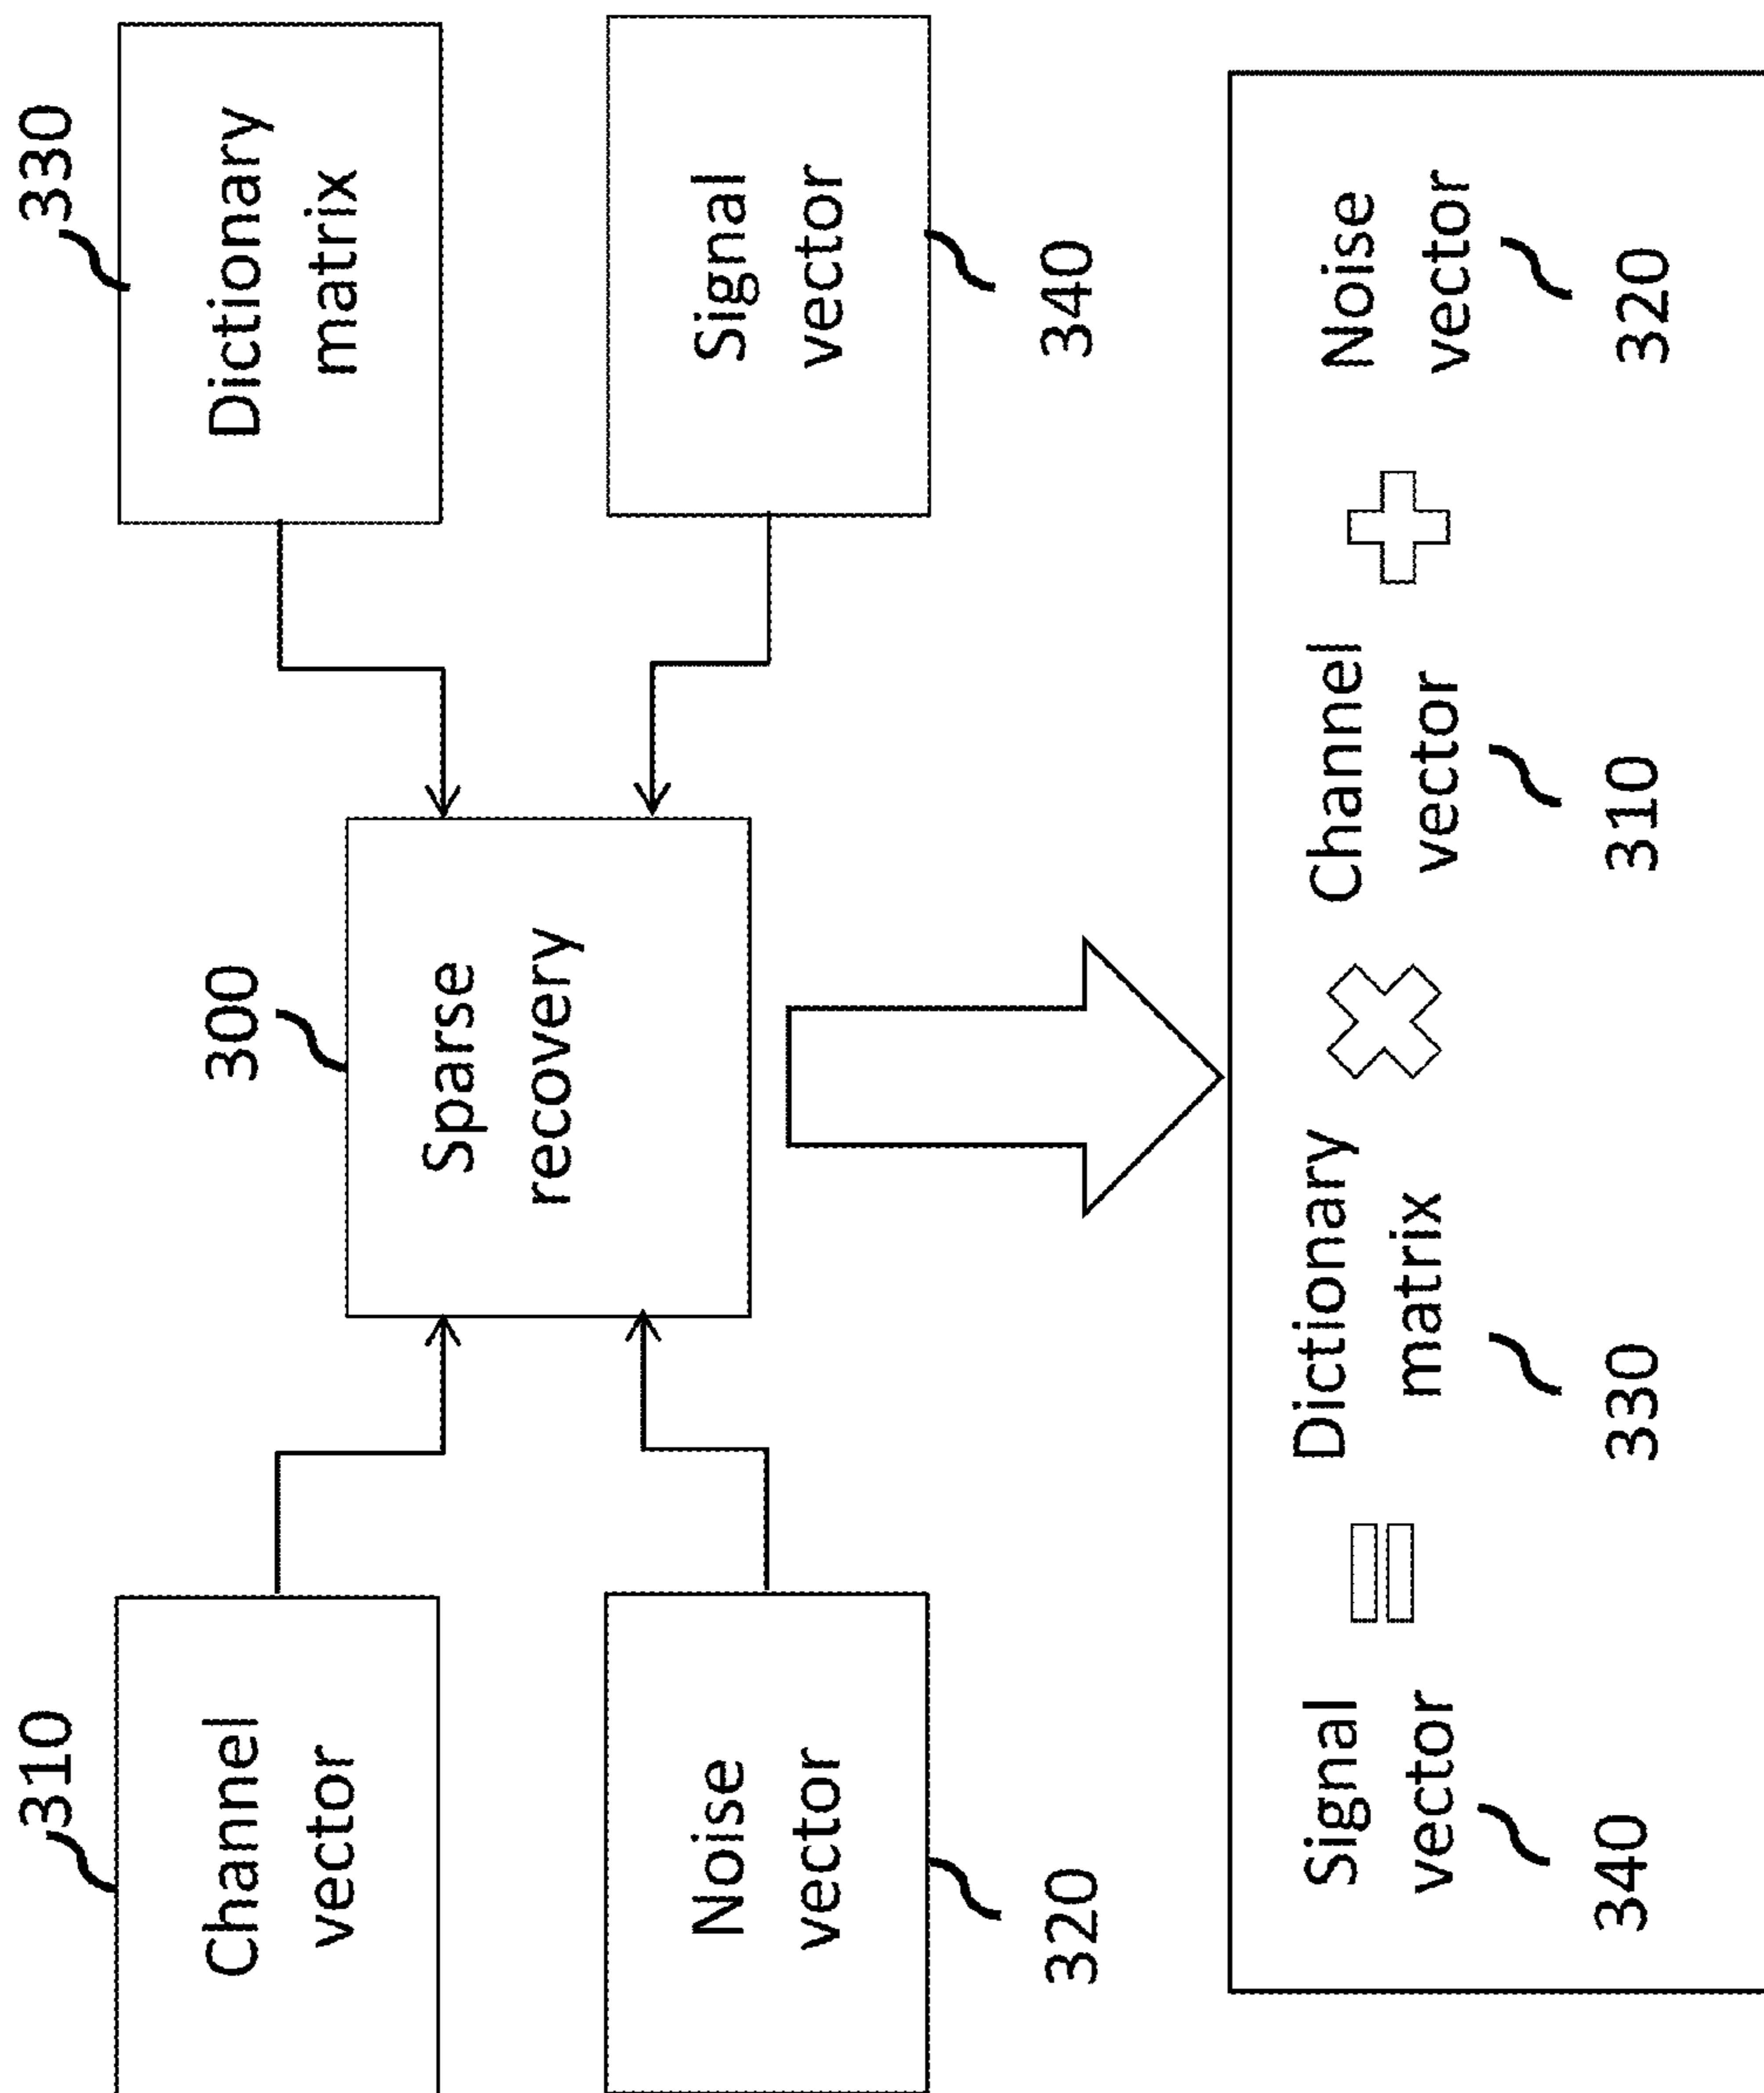 310
Channel
vector
Noise
vector
320
300
Sparse
recovery
330
Dictionary
matrix
Signal
vector
340
Signal
vector
340
Dictionary
matrix
330
Channel
vector
310
Noise
vector
320